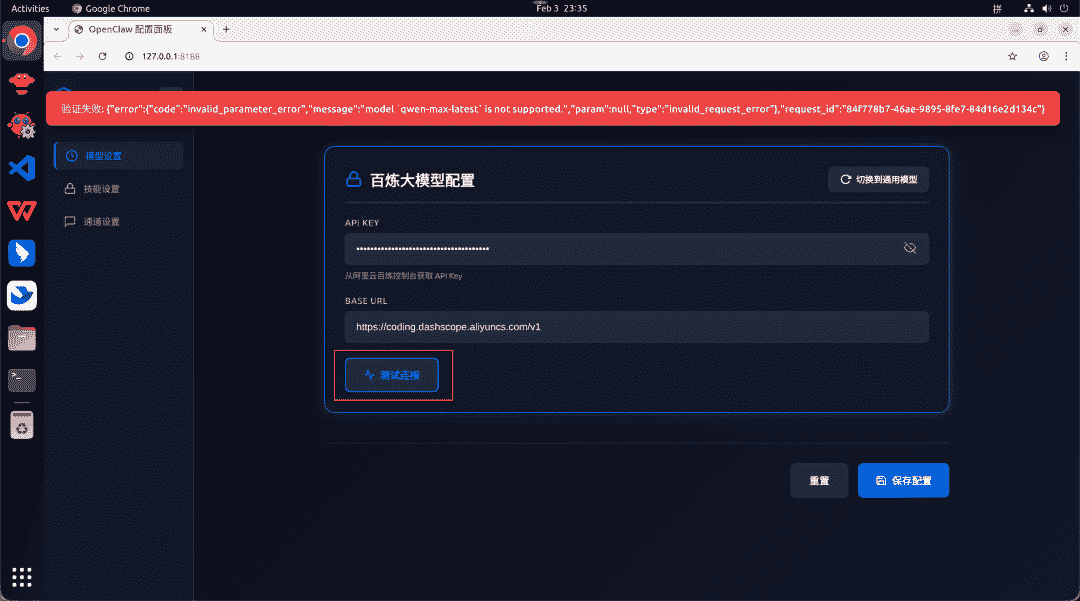 Activities
Google Chrome
Feb 3 23:35
拼
OpenClaw 配置面板
127.0.0.1:8188
验证失败: {"error":{"code":"invalid_parameter_error","message":"model `qwen-max-latest` is not supported.","param":null,"type":"invalid_request_error"},"request_id":"84f778b7-46ae-9895-8fe7-84d16e2d134c"}
模型设置
技能设置
通道设置
百炼大模型配置
切换到通用模型
API KEY
从阿里云百炼控制台获取 API Key
BASE URL
https://coding.dashscope.aliyuncs.com/v1
测试连接
重置
保存配置